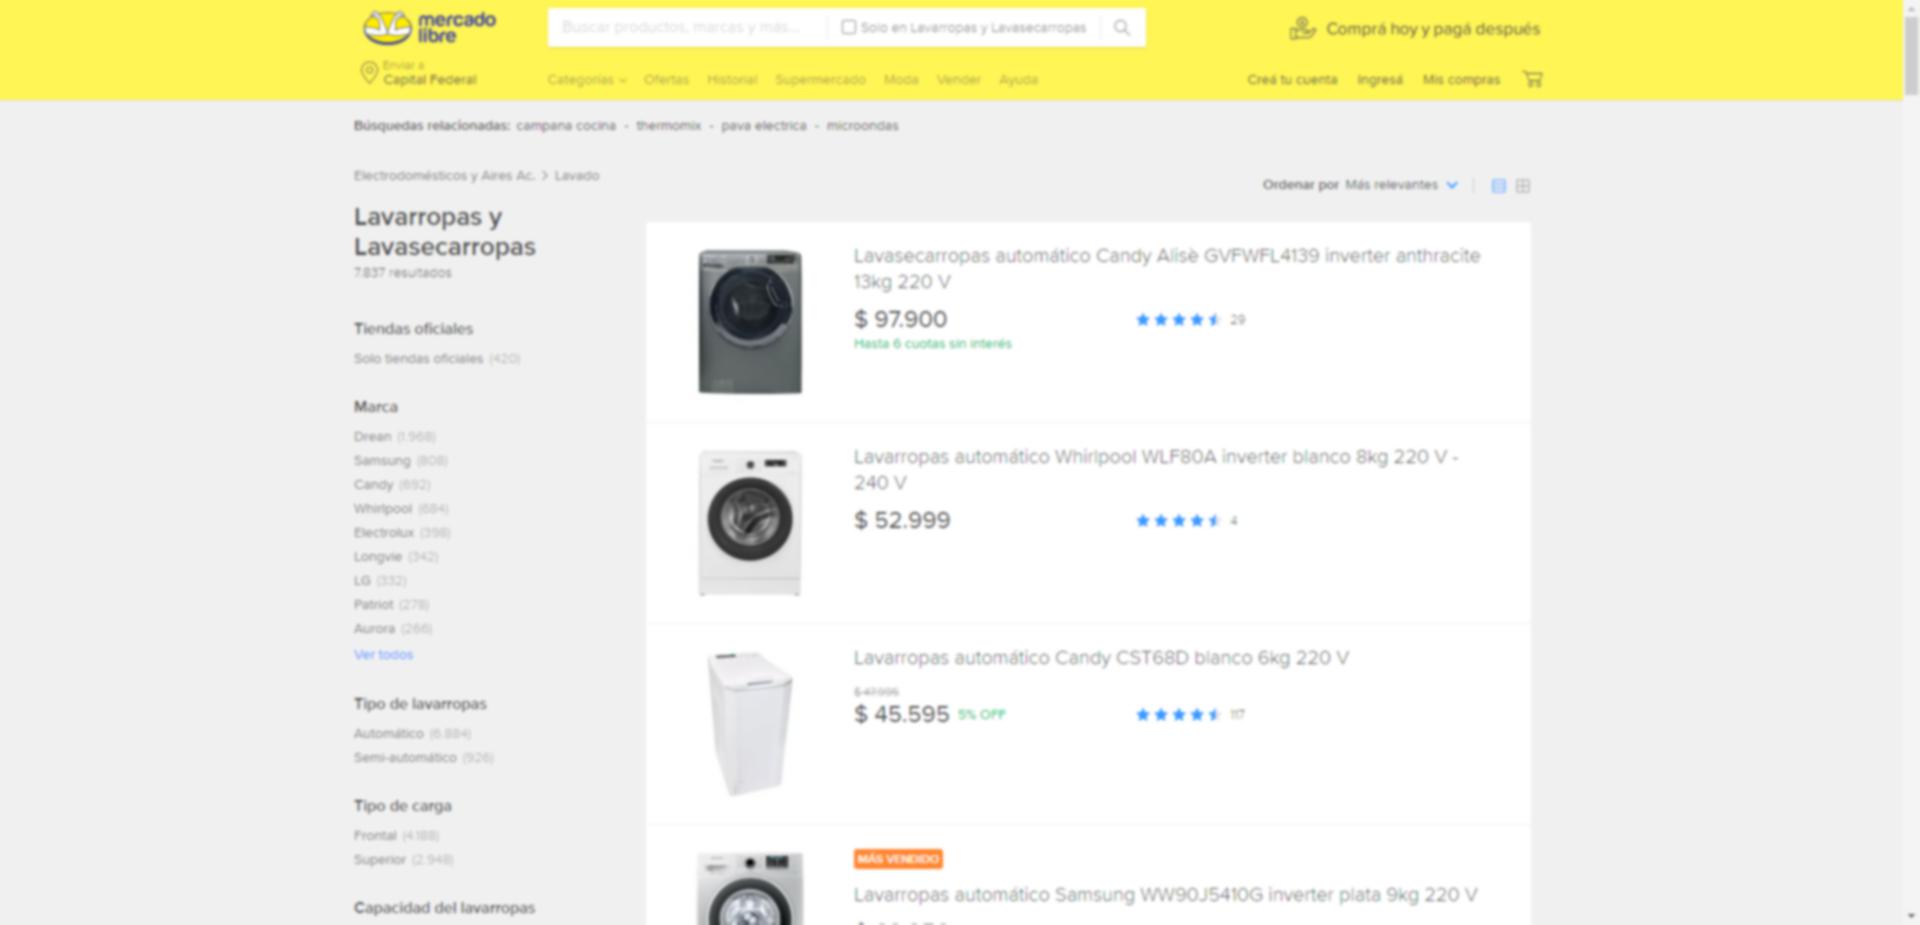 mercado
libre
Buscar productos, marcas y más...
Solo en Lavarropas y Lavasecarropas
Comprá hoy y pagá después
Enviar a
Capital Federal
Categorías Ofertas Historial Supermercado Moda Vender Ayuda
Creá tu cuenta Ingresá Mis compras
Búsquedas relacionadas: campana cocina - thermomix - pava electrica - microondas
Electrodomésticos y Aires Ac. > Lavado
Ordenar por Más relevantes
Lavarropas y
Lavasecarropas
7.837 resultados
Tiendas oficiales
Solo tiendas oficiales (420)
Marca
Drean (1.968)
Samsung (808)
Candy (692)
Whirlpool (684)
Electrolux (398)
Longvie (342)
LG (332)
Patriot (278)
Aurora (266)
Ver todos
Tipo de lavarropas
Automático (6.884)
Semi-automático (926)
Tipo de carga
Frontal (4.188)
Superior (2.948)
Capacidad del lavarropas
Lavasecarropas automático Candy Alisè GVFWFL4139 inverter anthracite
13kg 220 V
$ 97.900
29
Hasta 6 cuotas sin interés
Lavarropas automático Whirlpool WLF80A inverter blanco 8kg 220 V -
240 V
$ 52.999
4
Lavarropas automático Candy CST68D blanco 6kg 220 V
$ 47.995
$ 45.595 5% OFF
117
MÁS VENDIDO
Lavarropas automático Samsung WW90J5410G inverter plata 9kg 220 V